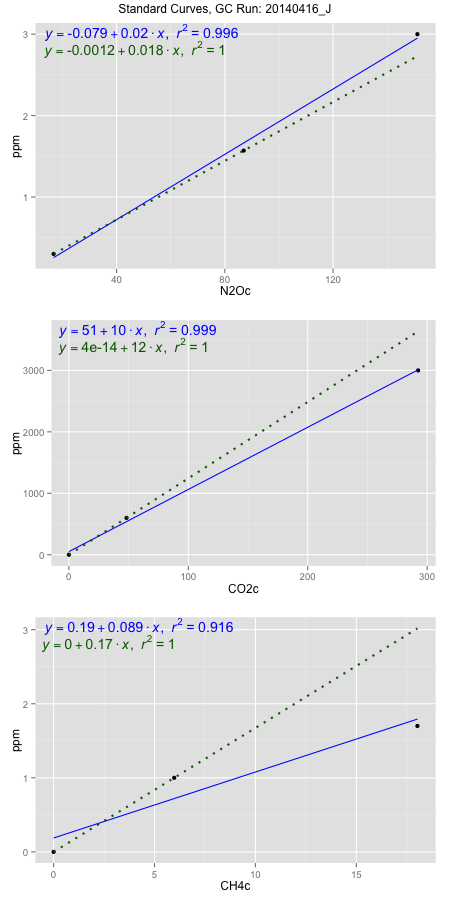 Standard Curves, GC Run: 20140416_J
y = -0.079 + 0.02 · x, r² = 0.996
y = -0.0012 + 0.018 · x, r² = 1
3
2
1
ppm
40 80 120
N2Oc
y = 51 + 10 · x, r² = 0.999
y = 4e-14 + 12 · x, r² = 1
3000
2000
1000
0
ppm
0 100 200 300
CO2c
y = 0.19 + 0.089 · x, r² = 0.916
y = 0 + 0.17 · x, r² = 1
3
2
1
0
ppm
0 5 10 15
CH4c